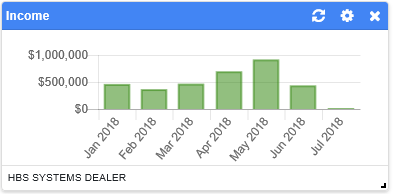 Income
$1,000,000
$500,000
$0
Jan 2018 Feb 2018 Mar 2018 Apr 2018 May 2018 Jun 2018 Jul 2018
HBS SYSTEMS DEALER